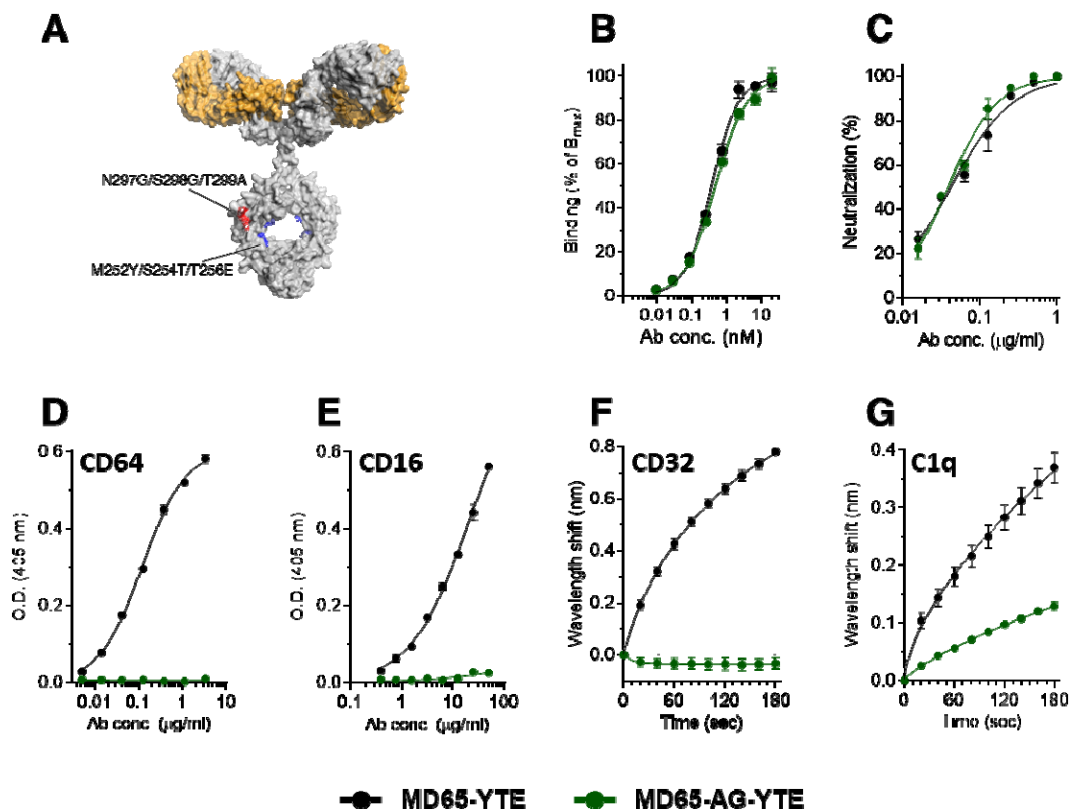 A
N297G/S298G/T299A
M252Y/S254T/T256E
B
Binding (% of Bmax)
100
80
60
40
20
0
0.01 0.1 1 10
Ab conc. (nM)
C
Neutralization (%)
100
80
60
40
20
0
0.01 0.1 1
Ab conc. (μg/ml)
D
CD64
O.D. (405 nm)
0.6
0.4
0.2
0.0
0.01 0.1 1 10
Ab conc (μg/ml)
E
CD16
O.D. (405 nm)
0.6
0.4
0.2
0.0
1 10 100
Ab conc (μg/ml)
F
CD32
Wavelength shift (nm)
0.8
0.6
0.4
0.2
0.0
0 60 120 180
Time (sec)
G
C1q
Wavelength shift (nm)
0.4
0.3
0.2
0.1
0.0
0 60 120 180
Time (sec)
MD65-YTE MD65-AG-YTE